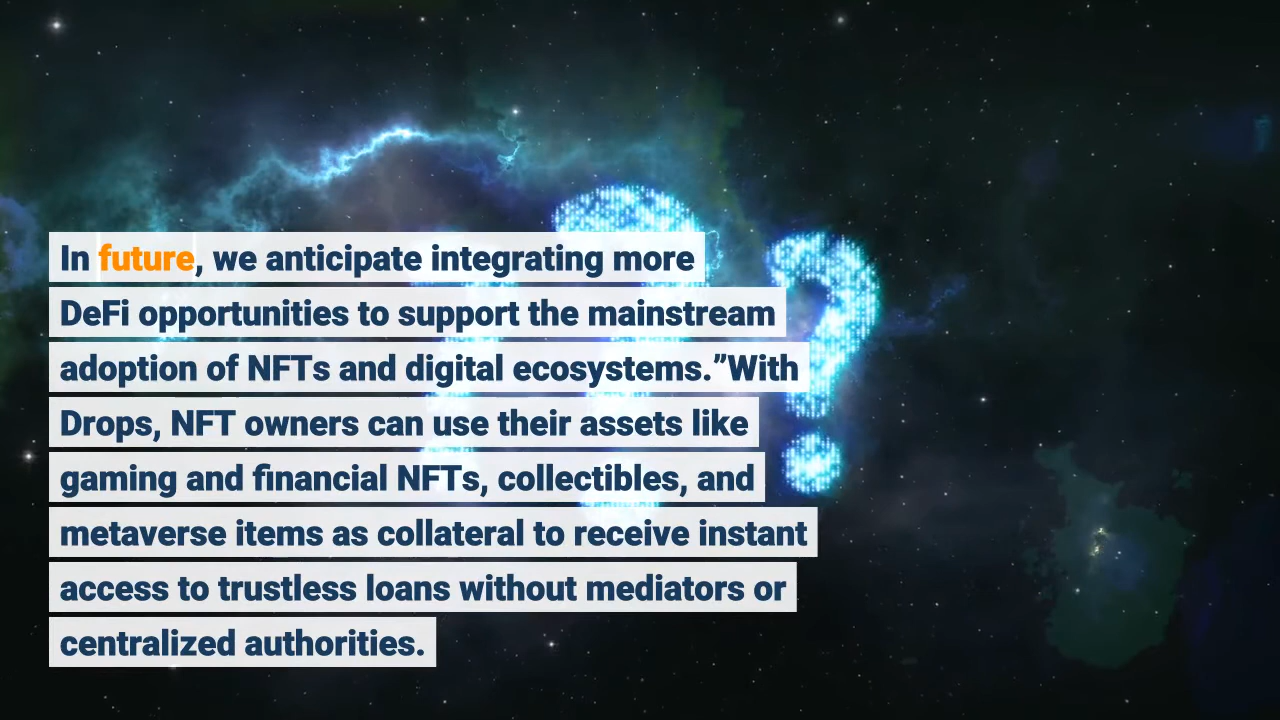 In future, we anticipate integrating more
DeFi opportunities to support the mainstream
adoption of NFTs and digital ecosystems.”With
Drops, NFT owners can use their assets like
gaming and financial NFTs, collectibles, and
metaverse items as collateral to receive instant
access to trustless loans without mediators or
centralized authorities.